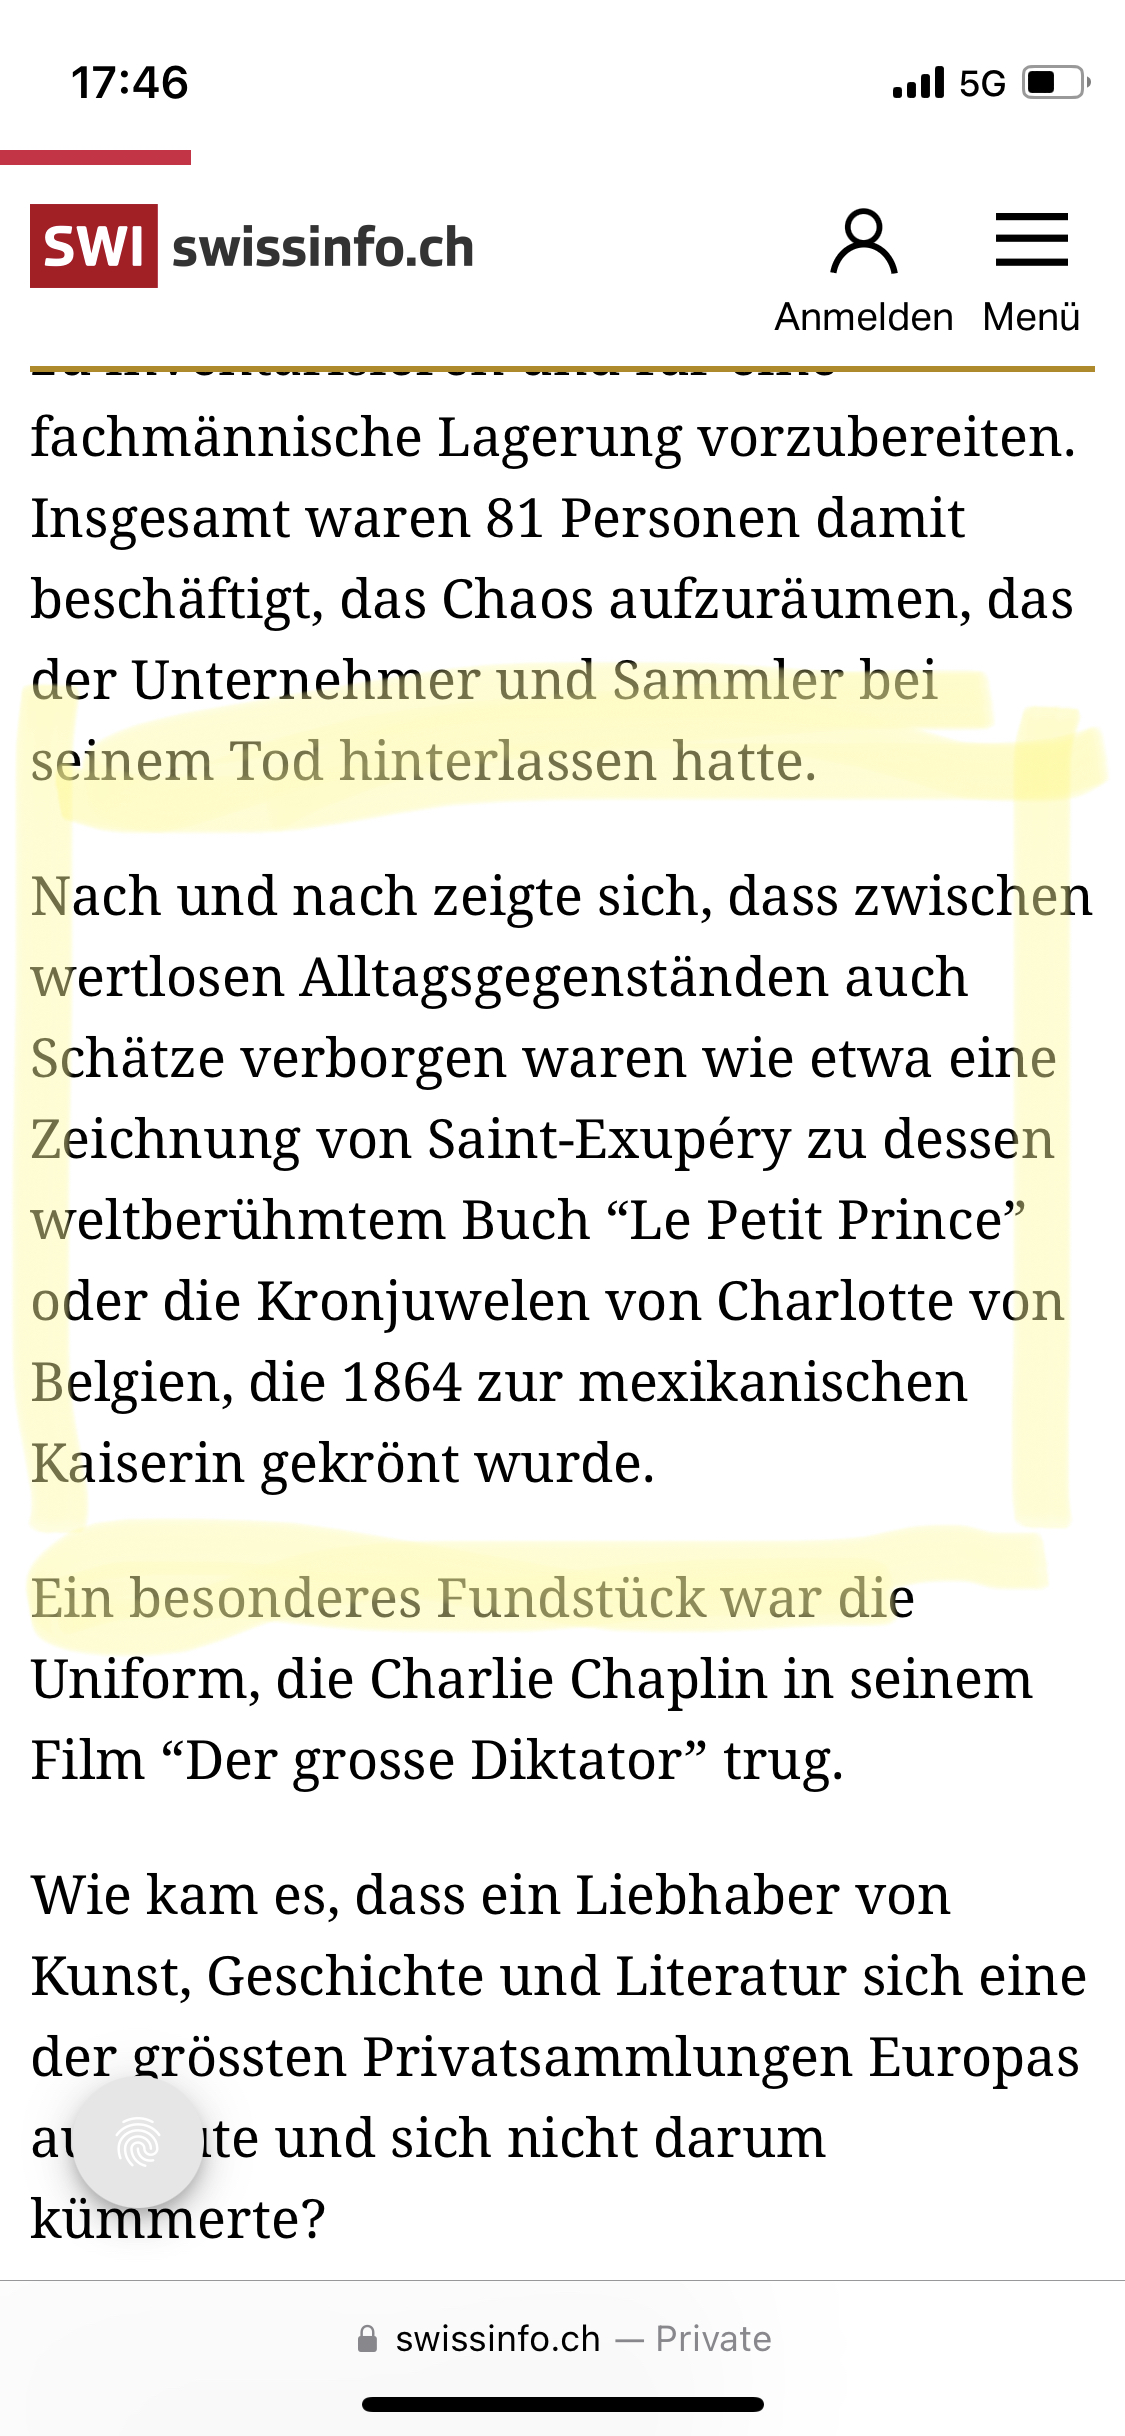 17:46
5G
SWI swissinfo.ch
Anmelden Menü
fachmännische Lagerung vorzubereiten.
Insgesamt waren 81 Personen damit
beschäftigt, das Chaos aufzuräumen, das
der Unternehmer und Sammler bei
seinem Tod hinterlassen hatte.
Nach und nach zeigte sich, dass zwischen
wertlosen Alltagsgegenständen auch
Schätze verborgen waren wie etwa eine
Zeichnung von Saint-Exupéry zu dessen
weltberühmtem Buch “Le Petit Prince”
oder die Kronjuwelen von Charlotte von
Belgien, die 1864 zur mexikanischen
Kaiserin gekrönt wurde.
Ein besonderes Fundstück war die
Uniform, die Charlie Chaplin in seinem
Film “Der grosse Diktator” trug.
Wie kam es, dass ein Liebhaber von
Kunst, Geschichte und Literatur sich eine
der grössten Privatsammlungen Europas
und sich nicht darum
kümmerte?
swissinfo.ch — Private